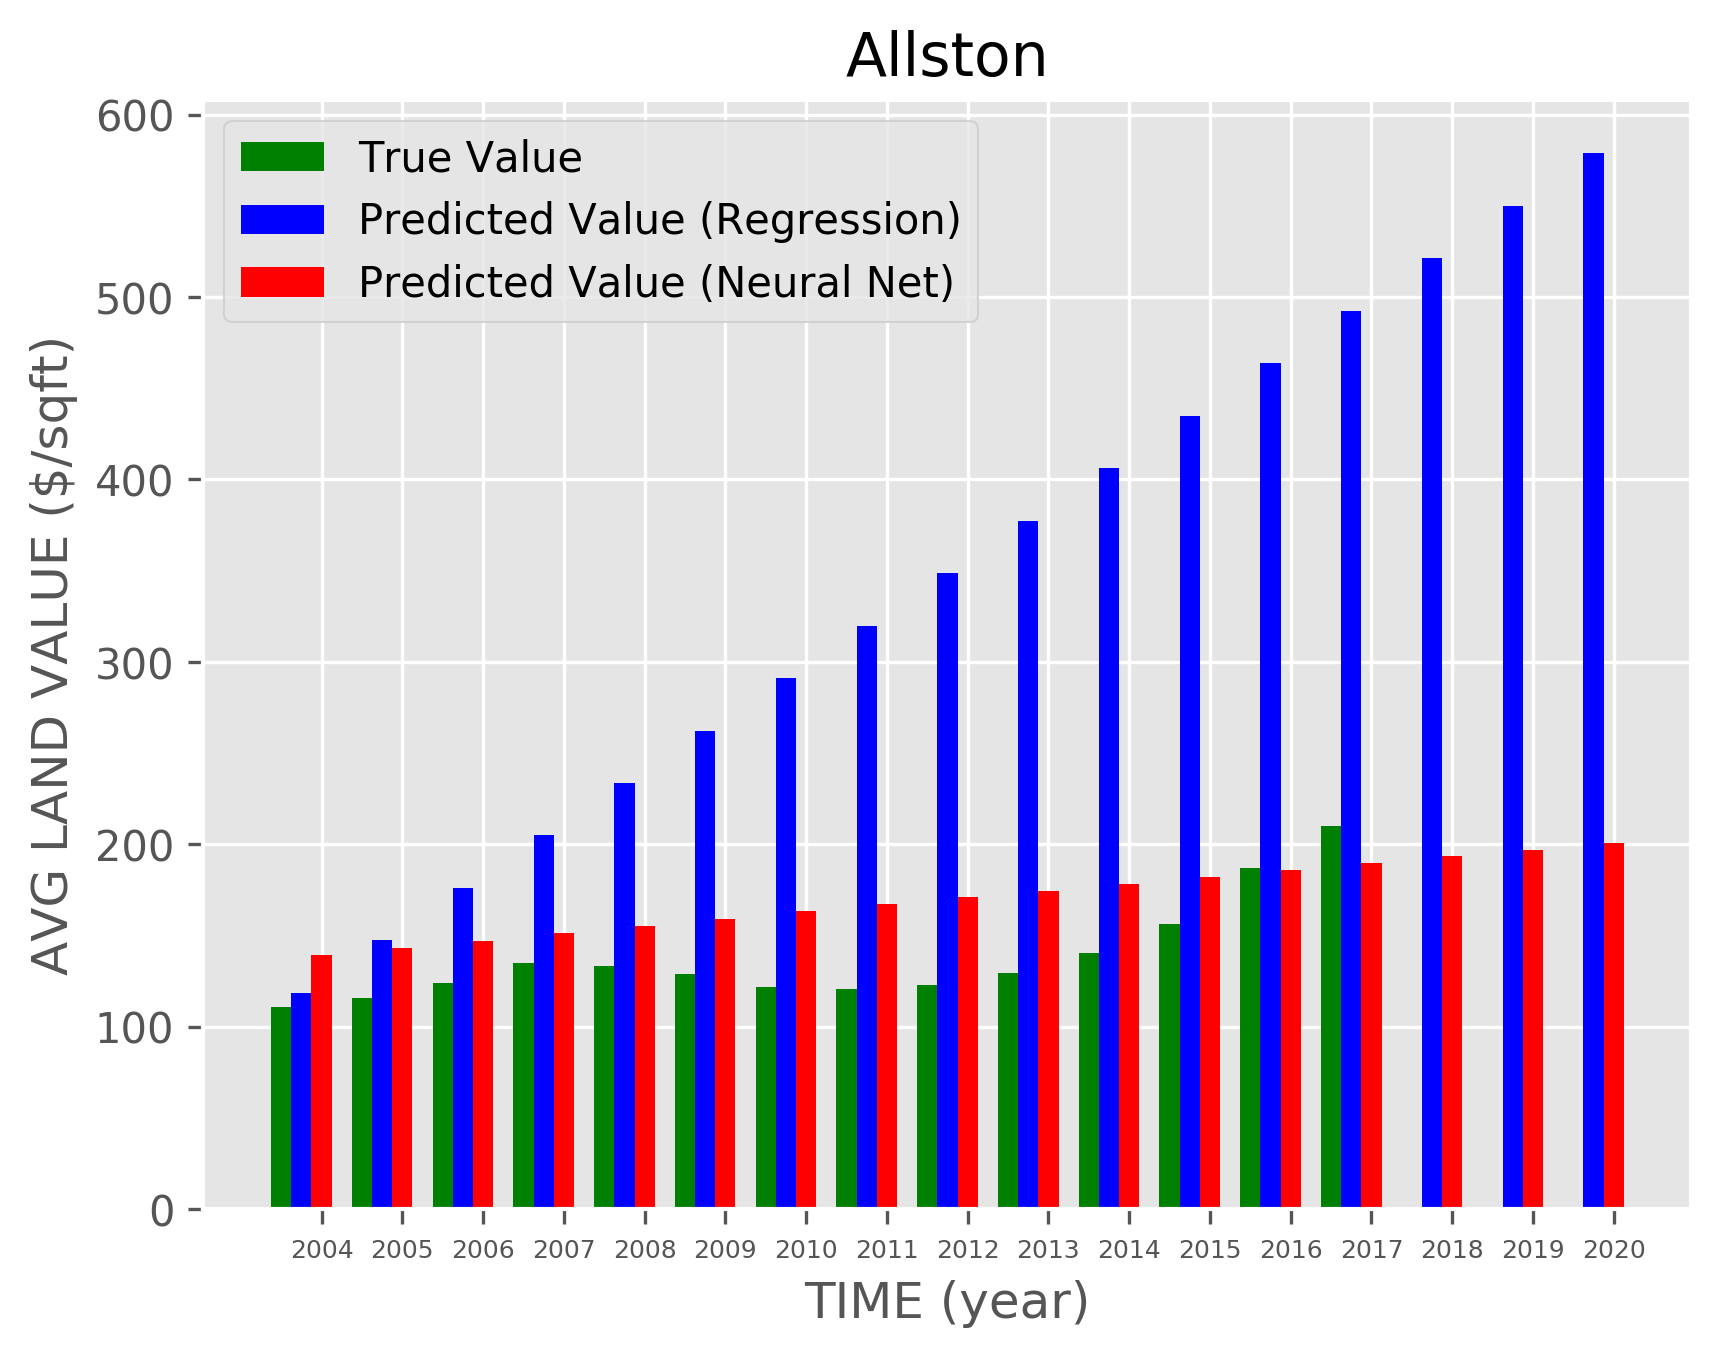 Allston
True Value
Predicted Value (Regression)
Predicted Value (Neural Net)
AVG LAND VALUE ($/sqft)
600
500
400
300
200
100
0
2004 2005 2006 2007 2008 2009 2010 2011 2012 2013 2014 2015 2016 2017 2018 2019 2020
TIME (year)